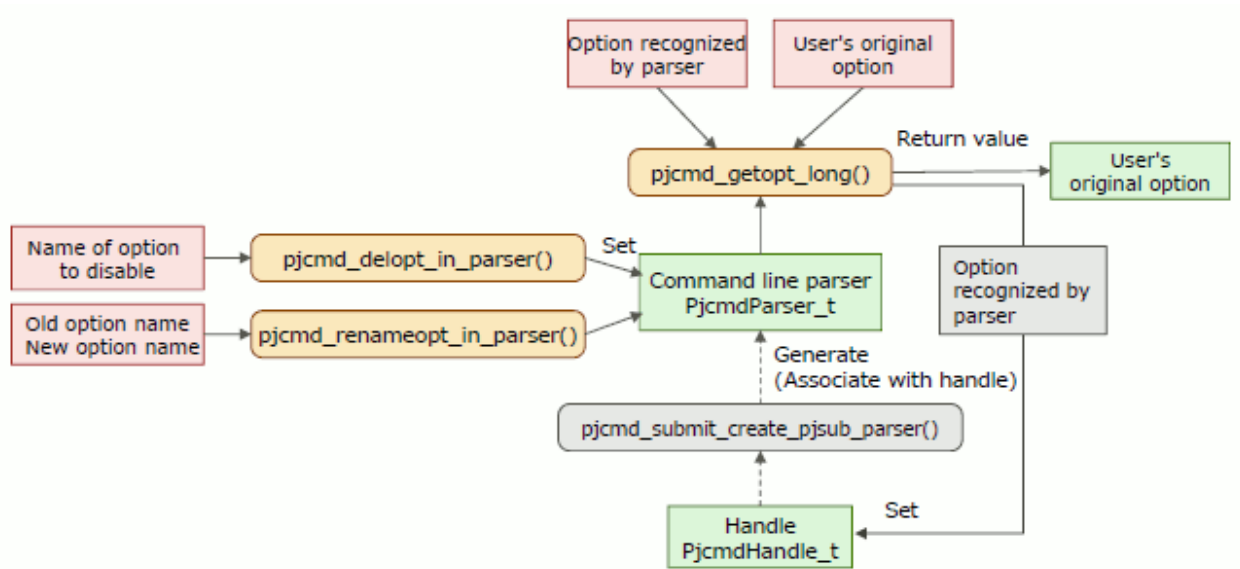 Option recognized
by parser
User's original
option
pjcmd_getopt_long()
Return value
User's
original option
Name of option
to disable
pjcmd_delopt_in_parser()
Set
Command line parser
PjcmdParser_t
Option
recognized by
parser
Old option name
New option name
pjcmd_renameopt_in_parser()
Generate
(Associate with handle)
pjcmd_submit_create_pjsub_parser()
Set
Handle
PjcmdHandle_t